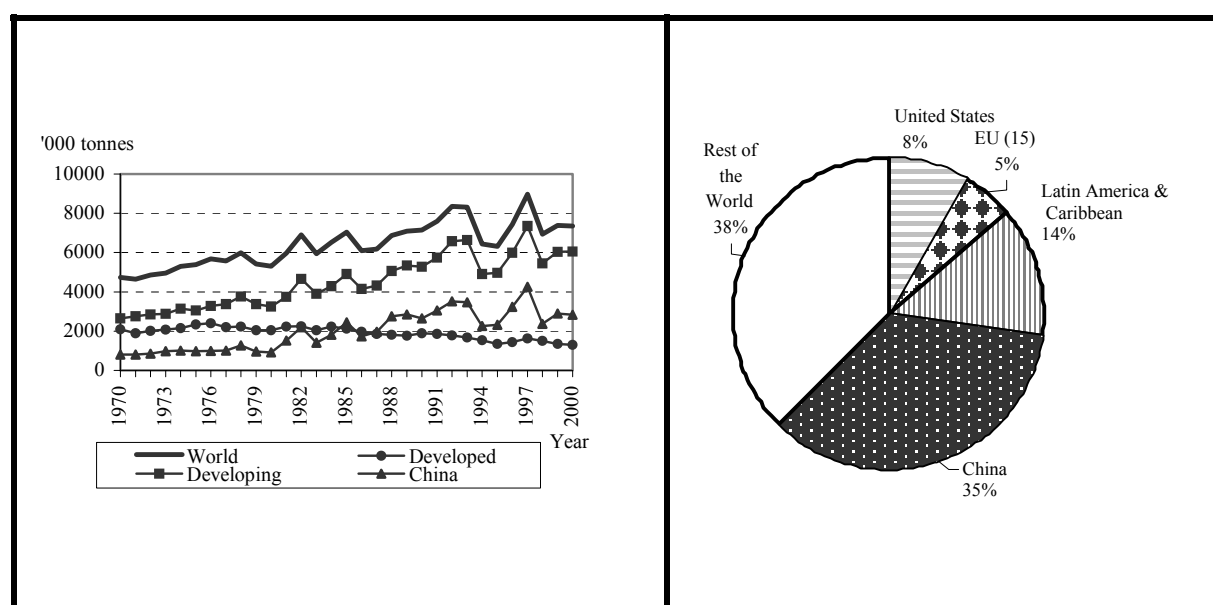 '000 tonnes
10000
8000
6000
4000
2000
0
1970
1973
1976
1979
1982
1985
1988
1991
1994
1997
2000
Year
World
Developed
Developing
China
United States
8%
EU (15)
5%
Latin America &
Caribbean
14%
China
35%
Rest of
the
World
38%